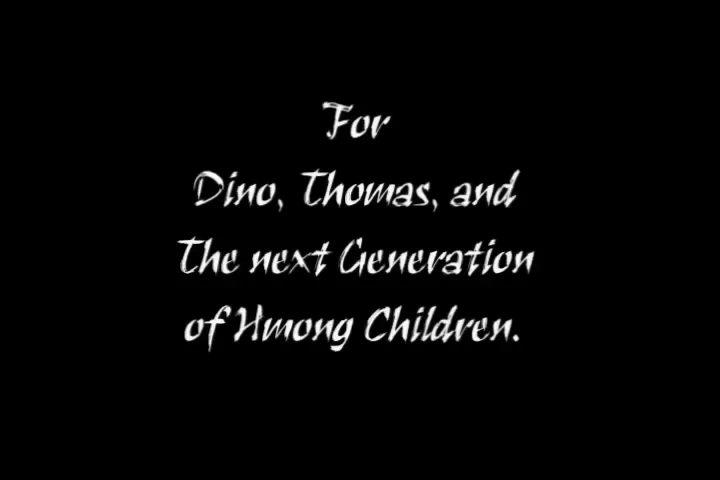 For
Dino, Thomas, and
The next Generation
of Hmong Children.